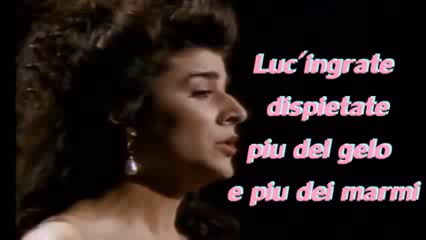 Luc´ingrate
dispietate
piu del gelo
e piu dei marmi